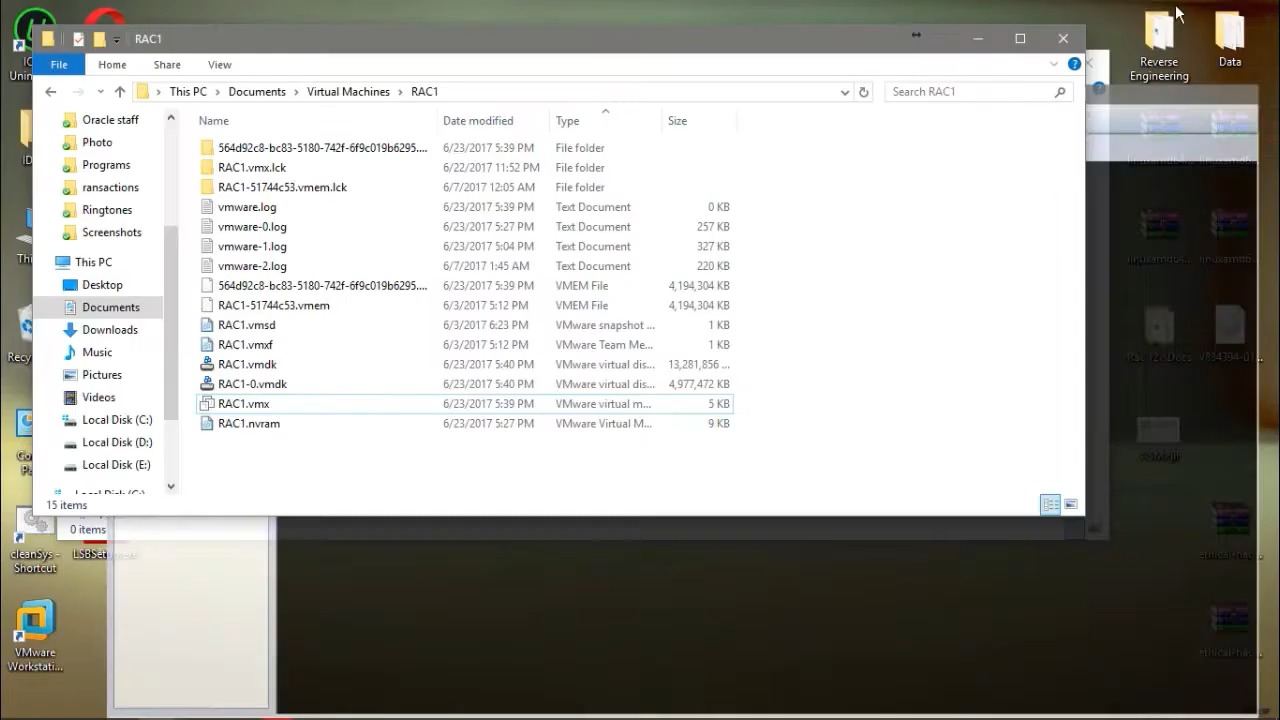 RAC1
File Home Share View
This PC Documents Virtual Machines RAC1
Search RAC1
Oracle staff
Photo
Programs
ransactions
Ringtones
Screenshots
This PC
Desktop
Documents
Downloads
Music
Pictures
Videos
Local Disk (C:)
Local Disk (D:)
Local Disk (E:)
Name Date modified Type Size
564d92c8-bc83-5180-742f-6f9c019b6295.... 6/23/2017 5:39 PM File folder
RAC1.vmx.lck 6/22/2017 11:52 PM File folder
RAC1-51744c53.vmem.lck 6/7/2017 12:05 AM File folder
vmware.log 6/23/2017 5:39 PM Text Document 0 KB
vmware-0.log 6/23/2017 5:27 PM Text Document 257 KB
vmware-1.log 6/23/2017 5:04 PM Text Document 327 KB
vmware-2.log 6/7/2017 1:45 AM Text Document 220 KB
564d92c8-bc83-5180-742f-6f9c019b6295.... 6/23/2017 5:39 PM VMEM File 4,194,304 KB
RAC1-51744c53.vmem 6/3/2017 5:12 PM VMEM File 4,194,304 KB
RAC1.vmsd 6/3/2017 6:23 PM VMware snapshot ... 1 KB
RAC1.vmxf 6/3/2017 5:12 PM VMware Team Me... 1 KB
RAC1.vmdk 6/23/2017 5:40 PM VMware virtual dis... 13,281,856 ...
RAC1-0.vmdk 6/23/2017 5:40 PM VMware virtual dis... 4,977,472 KB
RAC1.vmx 6/23/2017 5:39 PM VMware virtual m... 5 KB
RAC1.nvram 6/23/2017 5:27 PM VMware Virtual M... 9 KB
15 items
0 items
cleanSys -
Shortcut
VMware
Workstati...
Reverse
Engineering
Data